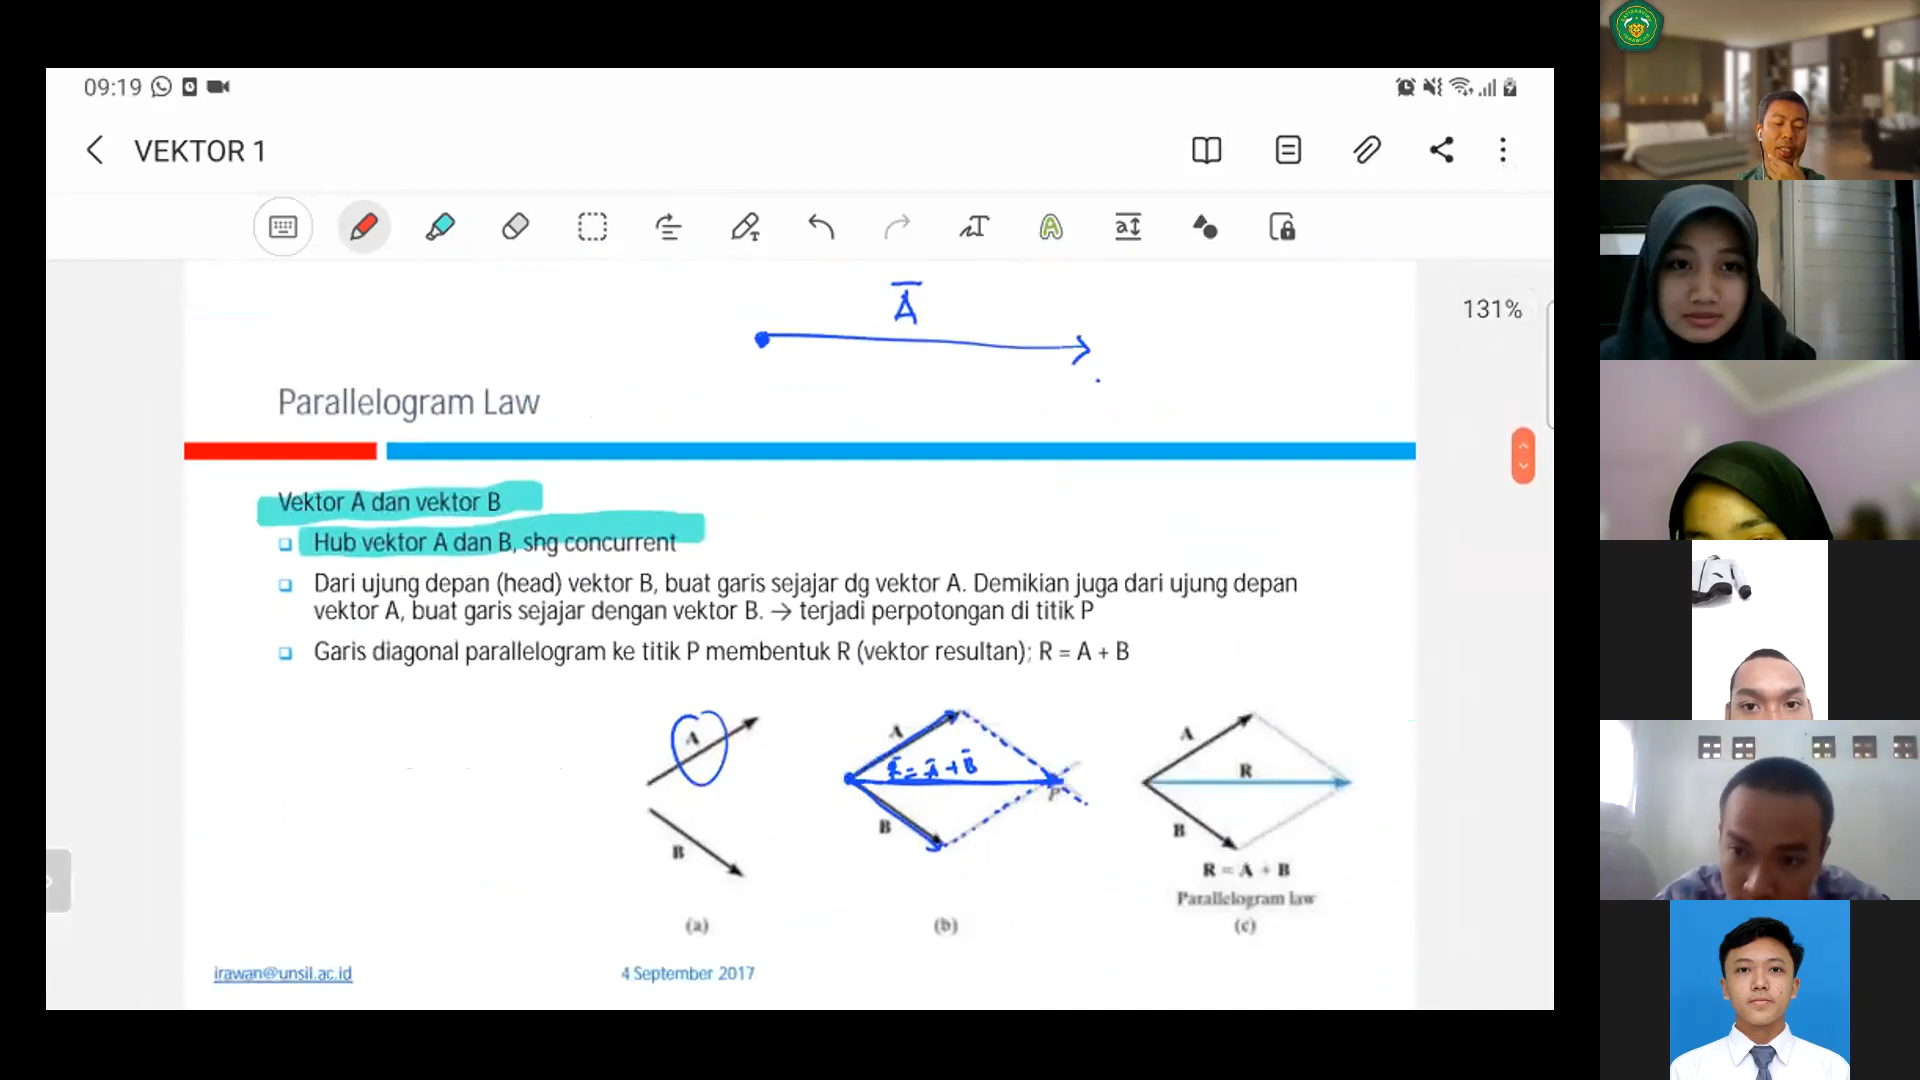 09:19
VEKTOR 1
131%
A
Parallelogram Law
Vektor A dan vektor B
Hub vektor A dan B, shg concurrent
Dari ujung depan (head) vektor B, buat garis sejajar dg vektor A. Demikian juga dari ujung depan
vektor A, buat garis sejajar dengan vektor B. → terjadi perpotongan di titik P
Garis diagonal parallelogram ke titik P membentuk R (vektor resultan); R = A + B
A
B
(a)
A
R̄ = Ā + B̄
P
B
(b)
A
R
B
R = A + B
Parallelogram law
(c)
irawan@unsil.ac.id
4 September 2017